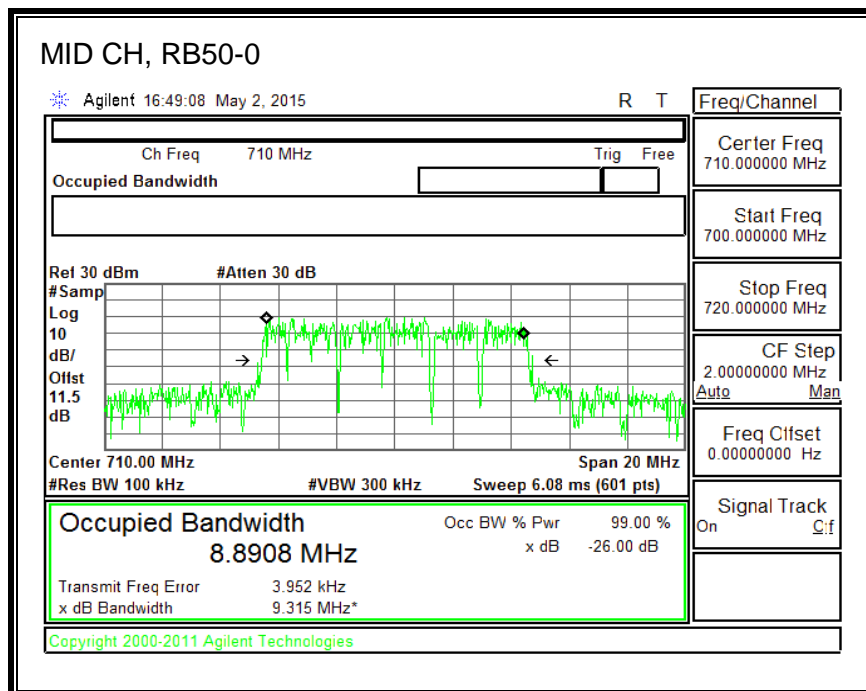 MID CH, RB50-0
Agilent 16:49:08 May 2, 2015 R T
Freq/Channel
Ch Freq 710 MHz Trig Free
Occupied Bandwidth
Center Freq
710.000000 MHz
Start Freq
700.000000 MHz
Stop Freq
720.000000 MHz
CF Step
2.00000000 MHz
Auto Man
Freq Offset
0.00000000 Hz
Signal Track
On Off
Ref 30 dBm #Atten 30 dB
#Samp
Log
10
dB/
Offst
11.5
dB
Center 710.00 MHz Span 20 MHz
#Res BW 100 kHz #VBW 300 kHz Sweep 6.08 ms (601 pts)
Occupied Bandwidth
8.8908 MHz
Occ BW % Pwr 99.00 %
x dB -26.00 dB
Transmit Freq Error 3.952 kHz
x dB Bandwidth 9.315 MHz*
Copyright 2000-2011 Agilent Technologies